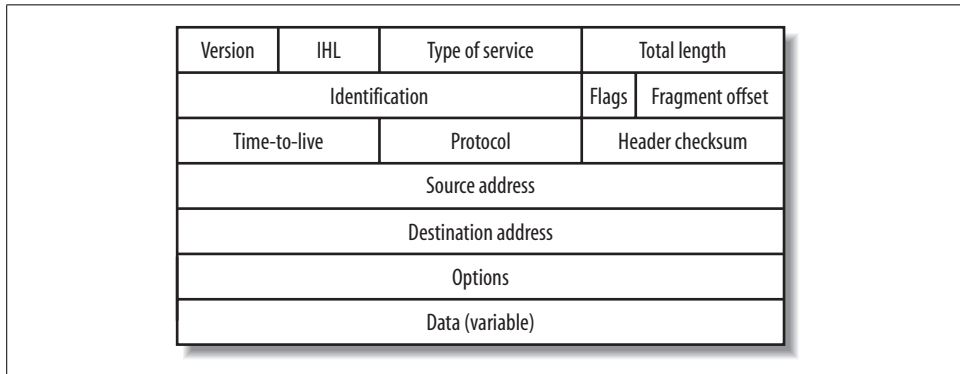 Version IHL Type of service Total length
Identification Flags Fragment offset
Time-to-live Protocol Header checksum
Source address
Destination address
Options
Data (variable)